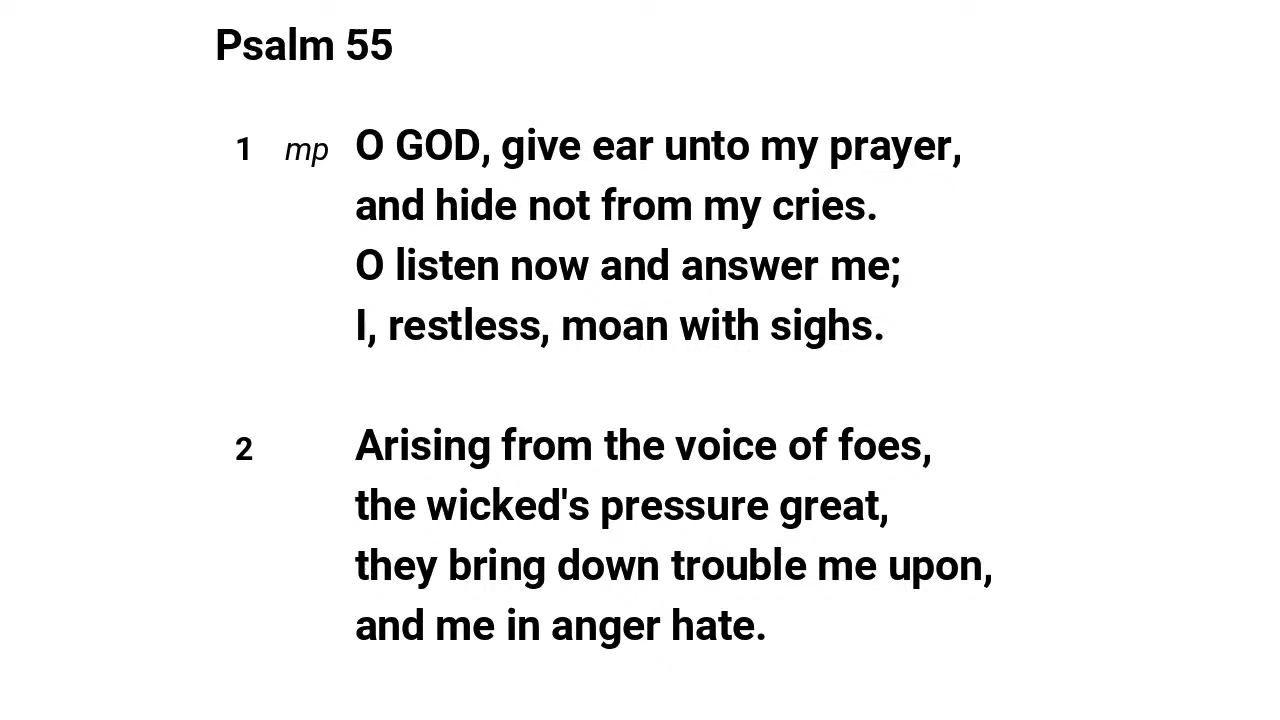 Psalm 55
1 mp O GOD, give ear unto my prayer,
and hide not from my cries.
O listen now and answer me;
I, restless, moan with sighs.
2 Arising from the voice of foes,
the wicked's pressure great,
they bring down trouble me upon,
and me in anger hate.